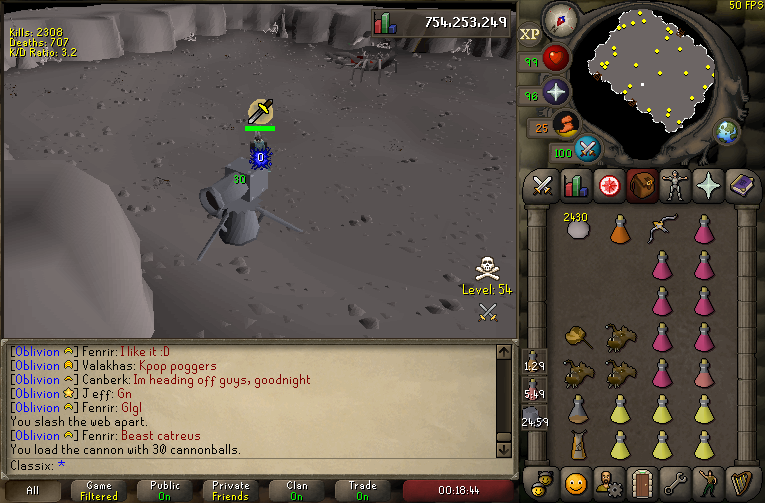 50 FPS
Kills: 2308
Deaths: 707
K/D Ratio: 3.2
754,253,249
XP
99
96
25
100
0
30
Level: 54
2430
1:29
5:49
24:59
[Oblivion] Fenrir: I like it :D
[Oblivion] Valakhas: Kpop poggers
[Oblivion] Canberk: Im heading off guys, goodnight
[Oblivion] J eff: Gn
[Oblivion] Fenrir: Glgl
You slash the web apart.
[Oblivion] Fenrir: Beast catreus
You load the cannon with 30 cannonballs.
Classix: *
All
Game
Filtered
Public
On
Private
Friends
Clan
On
Trade
On
00:18:44